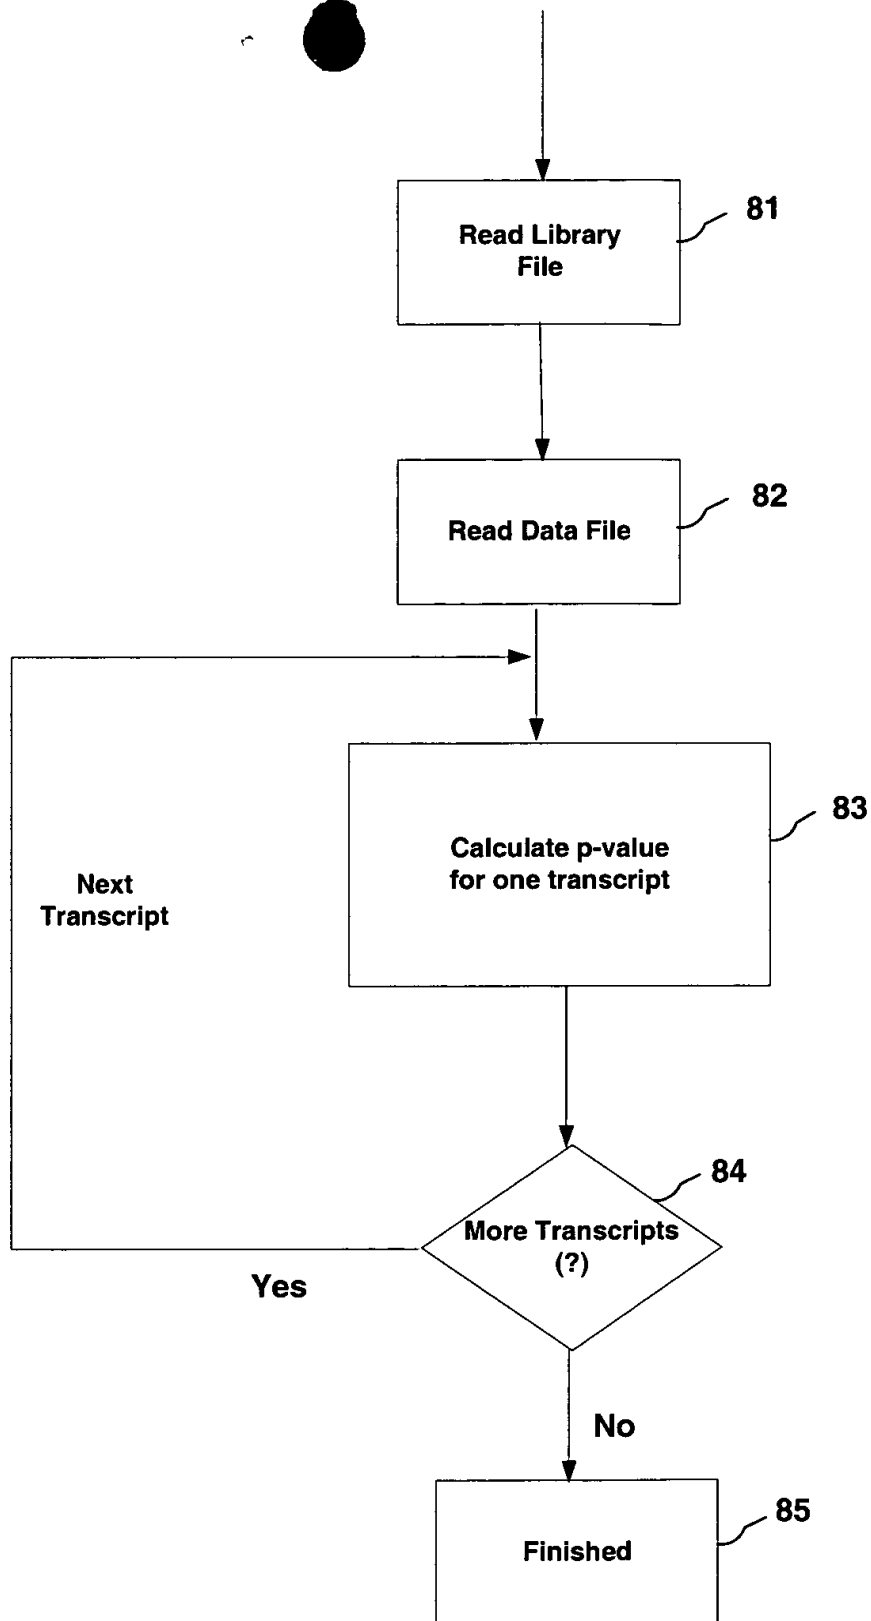 81
Read Library
File
82
Read Data File
83
Calculate p-value
for one transcript
Next
Transcript
84
More Transcripts
(?)
Yes
No
85
Finished